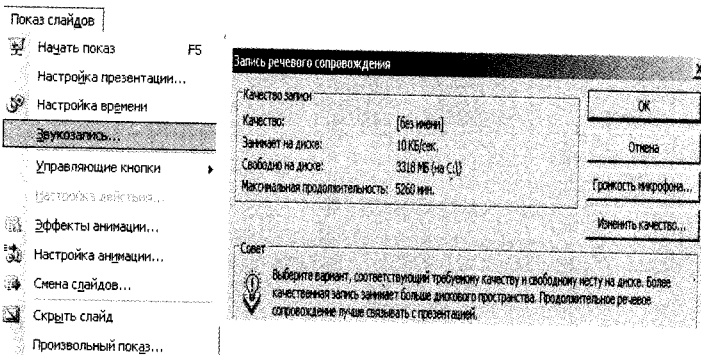 Показ слайдов
Начать показ F5
Настройка презентации...
Настройка времени
Звукозапись...
Управляющие кнопки
Настройка действия...
Эффекты анимации...
Настройка анимации...
Смена слайдов...
Скрыть слайд
Произвольный показ...
Запись речевого сопровождения
Качество записи
Качество: [без имени]
Занимает на диске: 10 КБ/сек.
Свободно на диске: 3318 МБ (на C:\)
Максимальная продолжительность: 5260 мин.
OK
Отмена
Громкость микрофона...
Изменить качество...
Совет
Выберите вариант, соответствующий требуемому качеству и свободному месту на диске. Более
качественная запись занимает больше дискового пространства. Продолжительное речевое
сопровождение лучше связывать с презентацией.